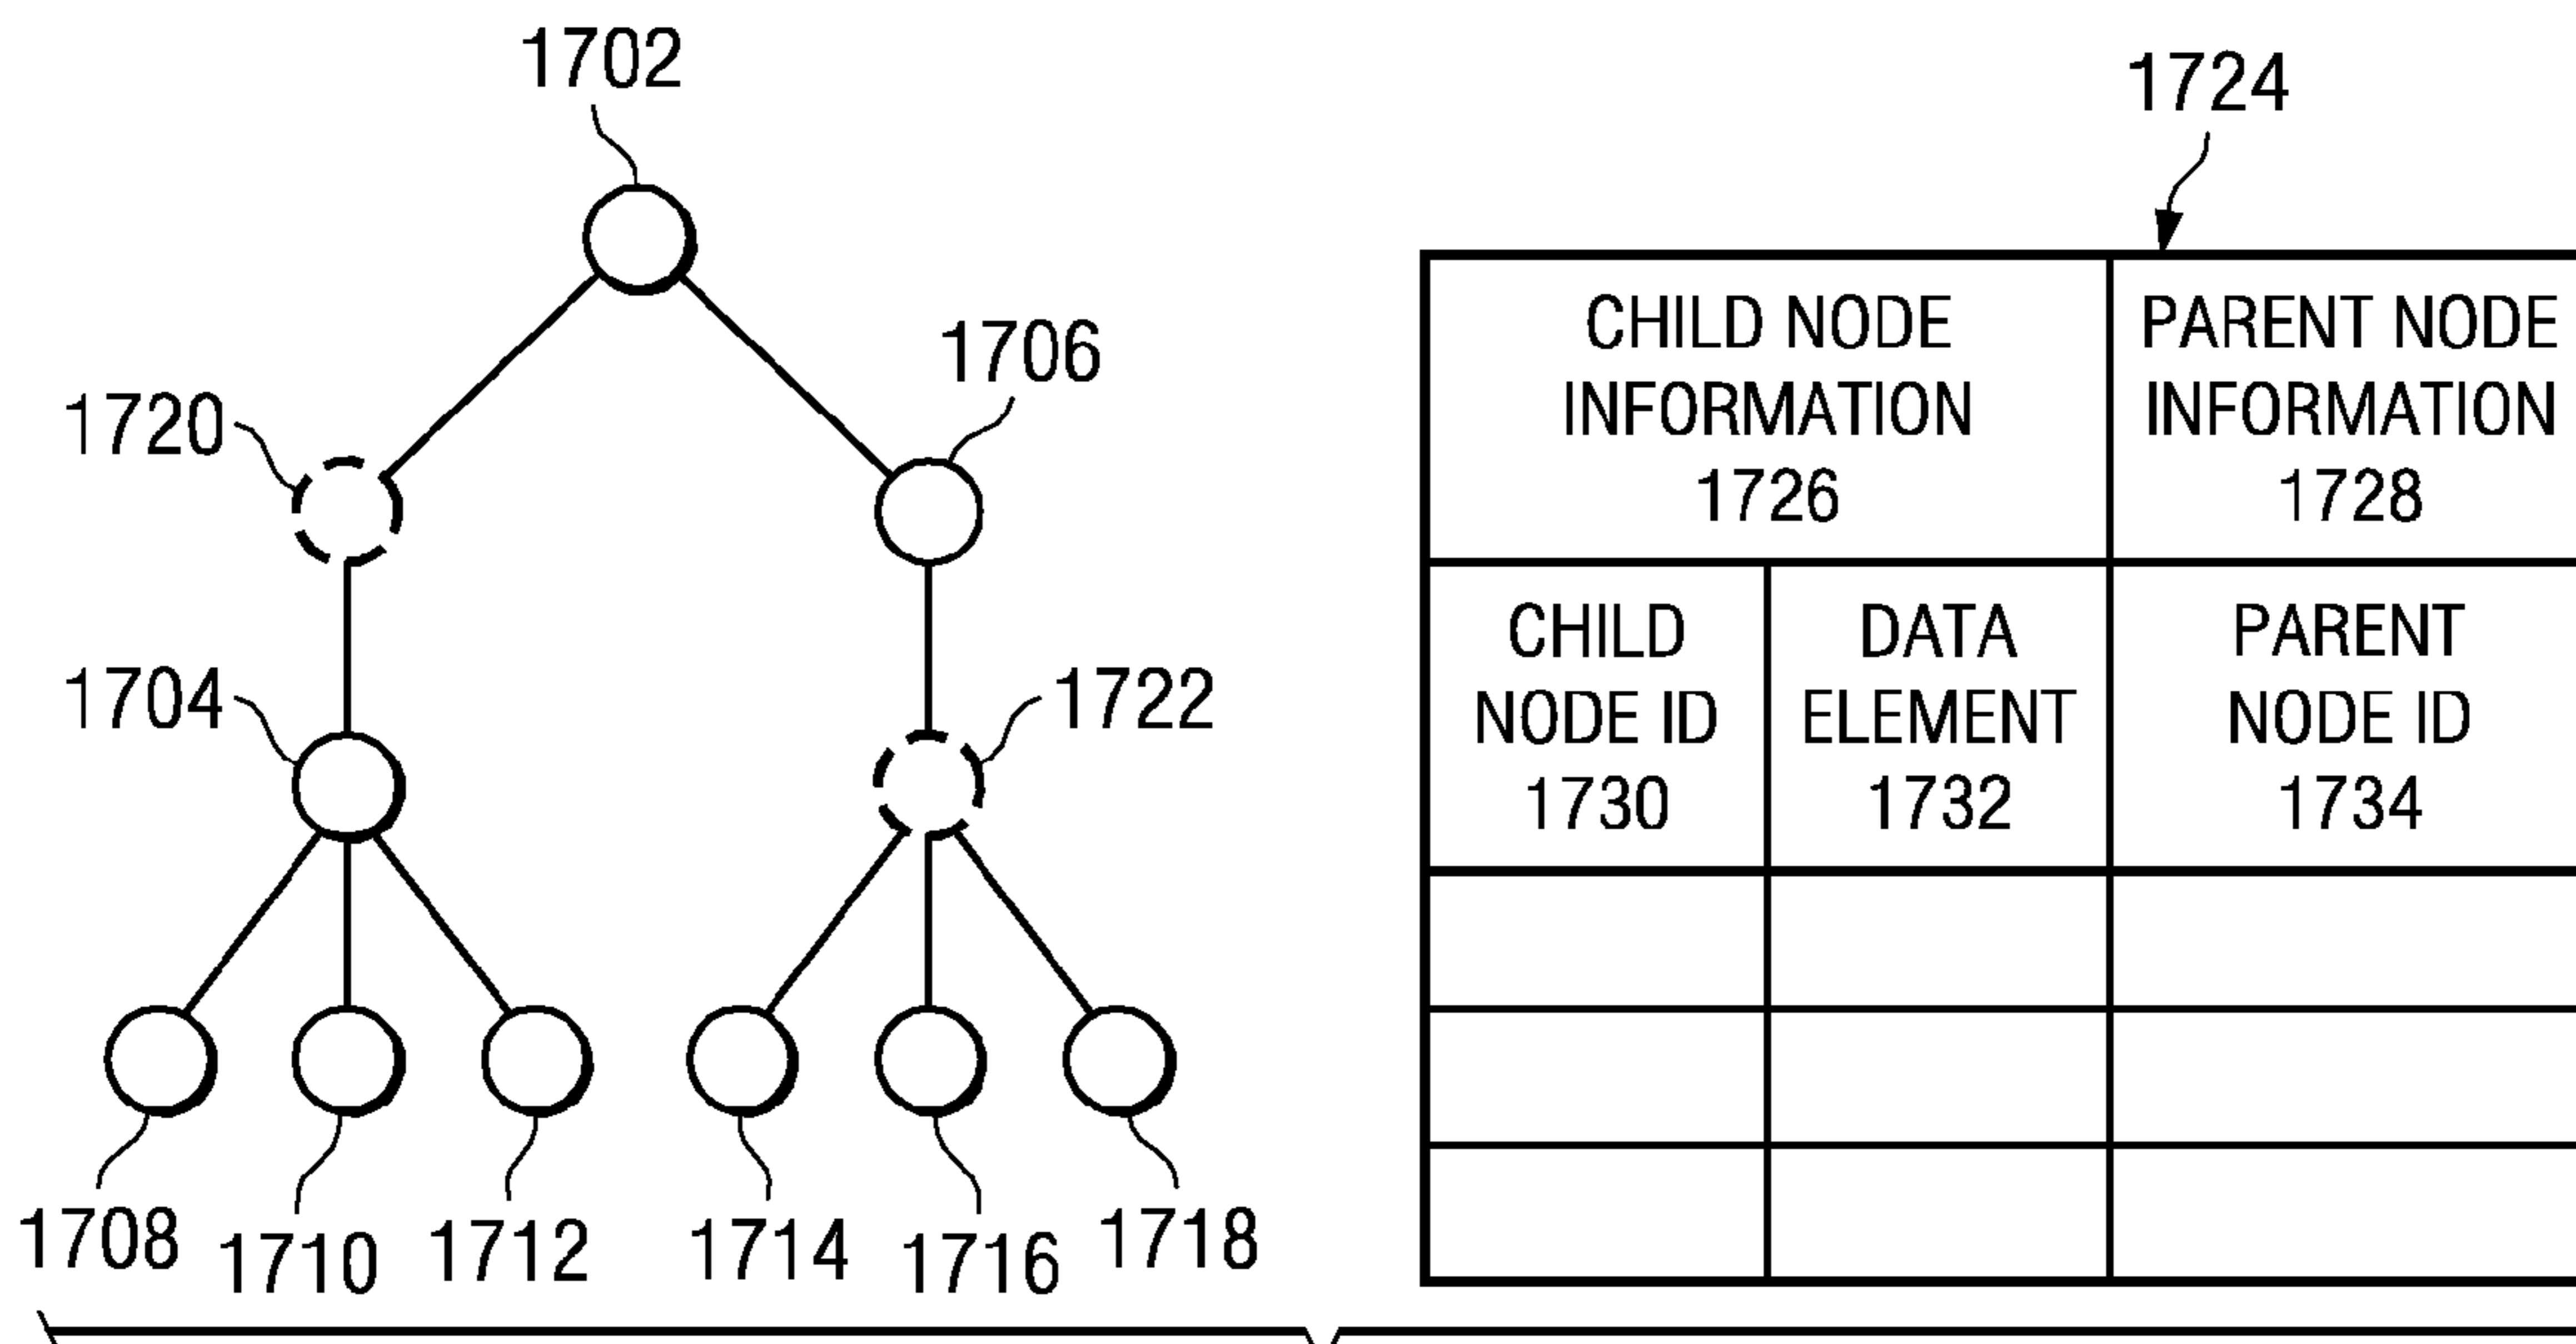 1702
1724
1706
1720
1704
1722
1708
1710
1712
1714
1716
1718
CHILD NODE
INFORMATION
1726
PARENT NODE
INFORMATION
1728
CHILD
NODE ID
1730
DATA
ELEMENT
1732
PARENT
NODE ID
1734